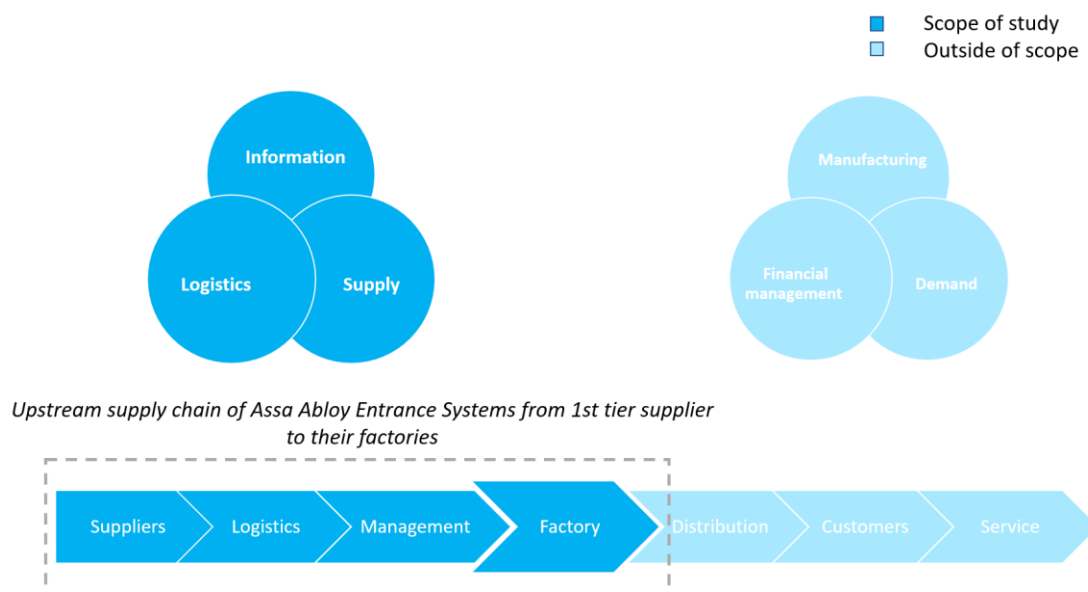 Scope of study
Outside of scope
Information
Logistics
Supply
Manufacturing
Financial
management
Demand
Upstream supply chain of Assa Abloy Entrance Systems from 1st tier supplier
to their factories
Suppliers
Logistics
Management
Factory
Distribution
Customers
Service